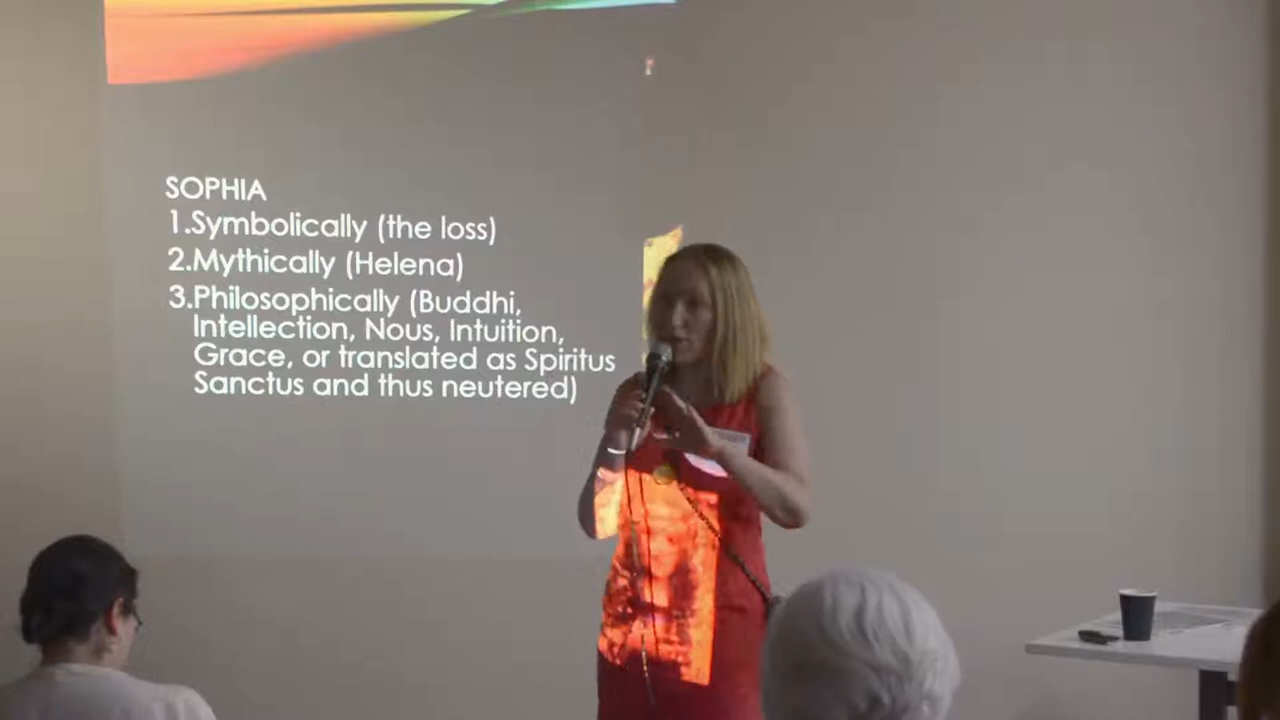 SOPHIA
1.Symbolically (the loss)
2.Mythically (Helena)
3.Philosophically (Buddhi,
Intellection, Nous, Intuition,
Grace, or translated as Spiritus
Sanctus and thus neutered)